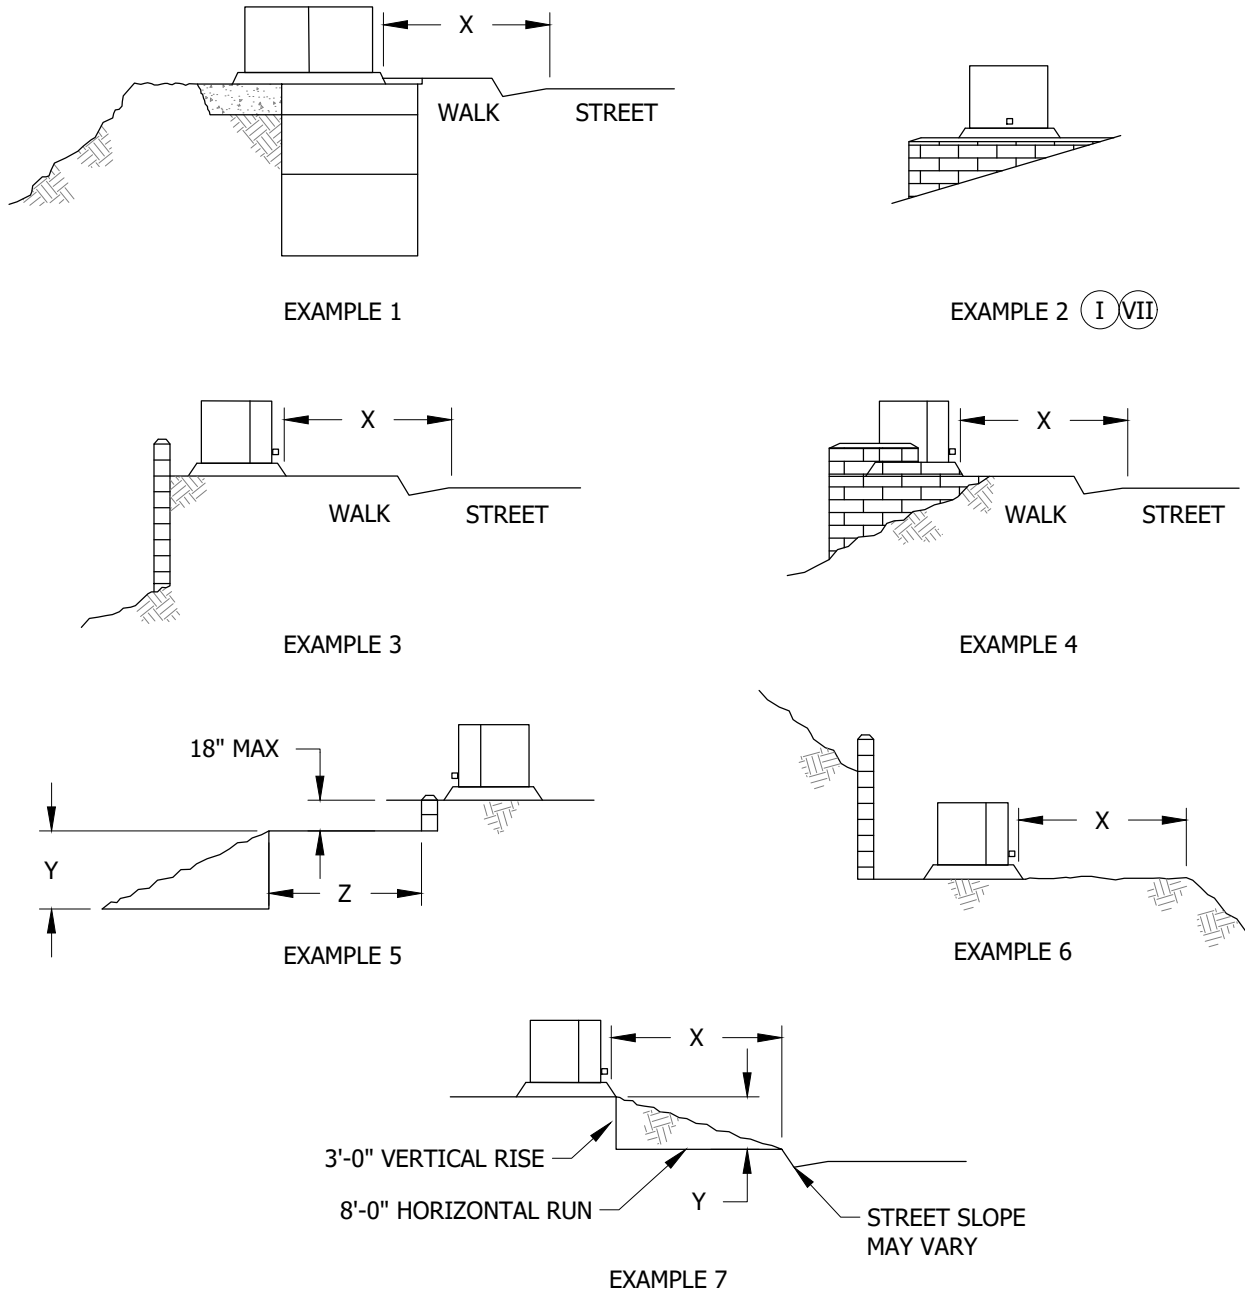 X
WALK
STREET
EXAMPLE 1
EXAMPLE 2 I VII
X
WALK
STREET
EXAMPLE 3
X
WALK
STREET
EXAMPLE 4
18" MAX
Y
Z
EXAMPLE 5
X
EXAMPLE 6
X
3'-0" VERTICAL RISE
8'-0" HORIZONTAL RUN
Y
STREET SLOPE
MAY VARY
EXAMPLE 7